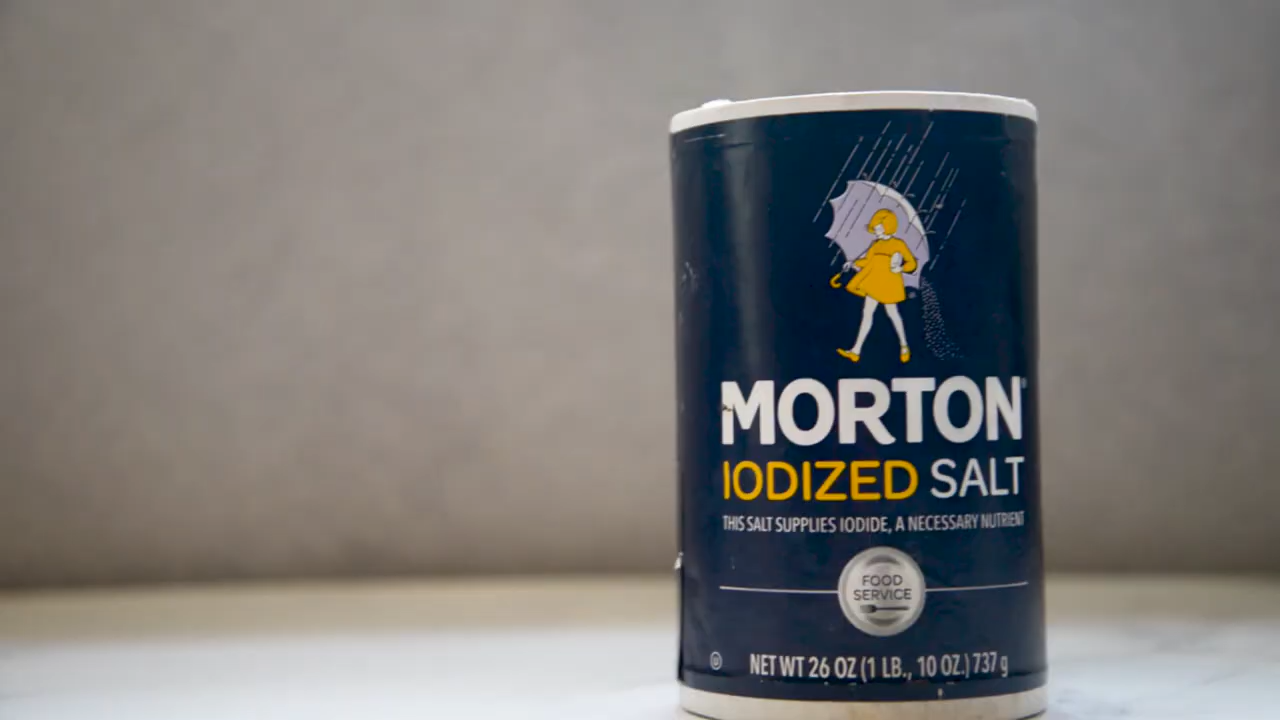 MORTON®
IODIZED SALT
THIS SALT SUPPLIES IODIDE, A NECESSARY NUTRIENT
FOOD
SERVICE
NET WT 26 OZ (1 LB., 10 OZ.) 737 g